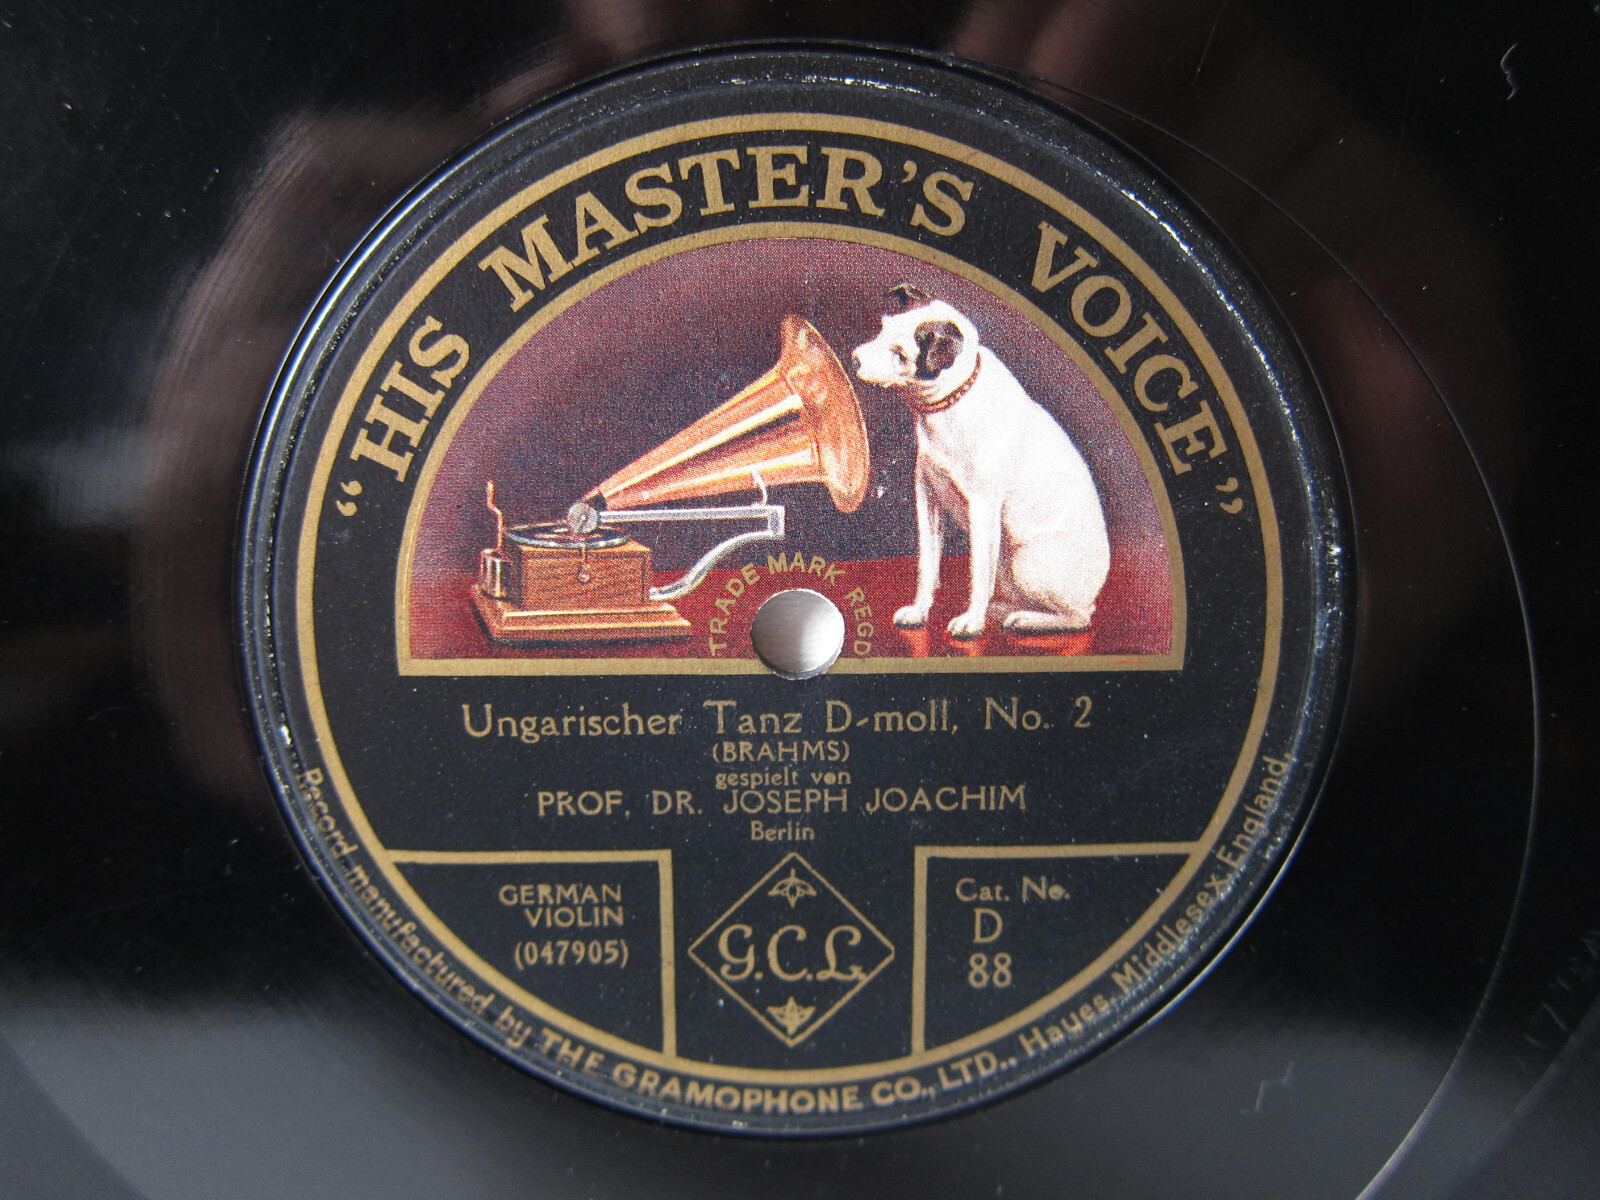 “HIS MASTER'S VOICE”
TRADE MARK REGD
Ungarischer Tanz D-moll, No. 2
(BRAHMS)
gespielt von
PROF. DR. JOSEPH JOACHIM
Berlin
GERMAN
VIOLIN
(047905)
G.C.L.
Cat. No.
D
88
Record manufactured by THE GRAMOPHONE CO., LTD., Hayes, Middlesex, England.